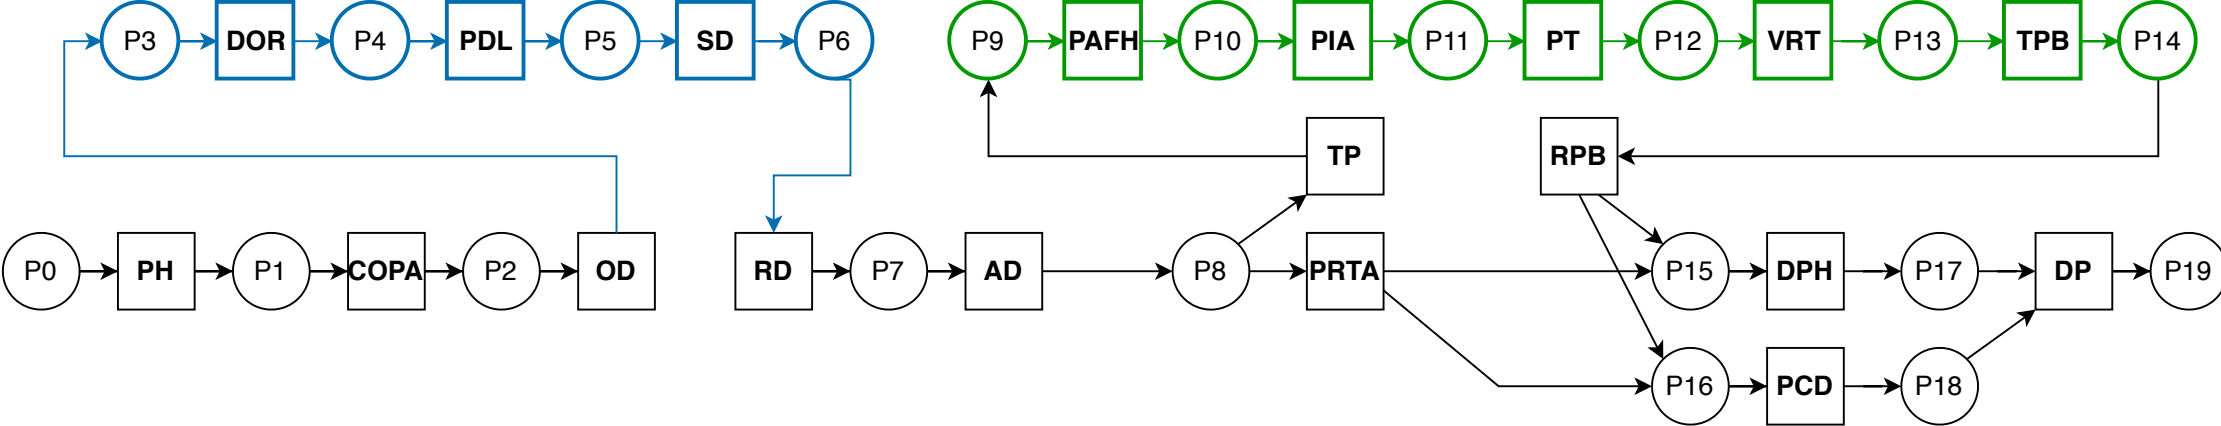 P3 DOR P4 PDL P5 SD P6 P9 PAFH P10 PIA P11 PT P12 VRT P13 TPB P14
TP RPB
P0 PH P1 COPA P2 OD RD P7 AD P8 PRTA P15 DPH P17 DP P19
P16 PCD P18